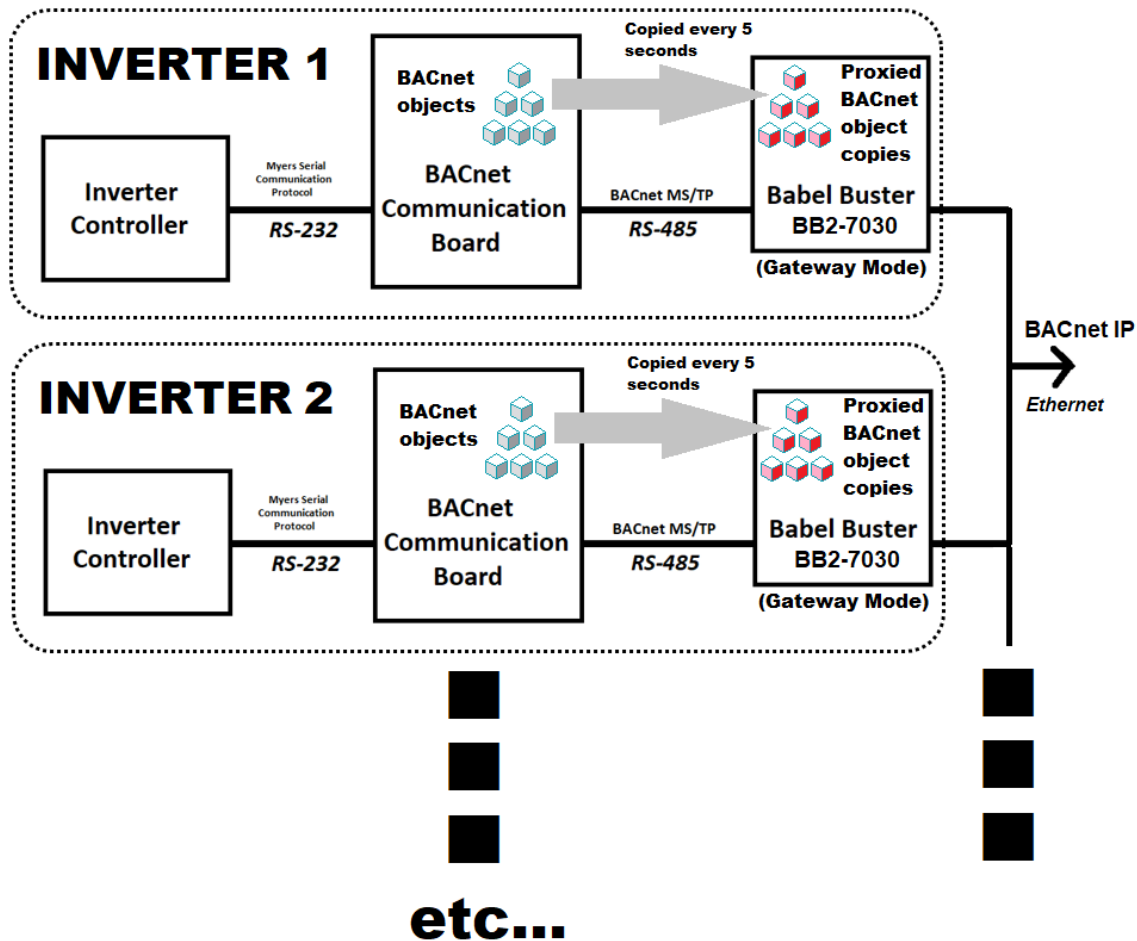 INVERTER 1
Copied every 5
seconds
BACnet
objects
Proxied
BACnet
object
copies
Inverter
Controller
Myers Serial
Communication
Protocol
RS-232
BACnet
Communication
Board
BACnet MS/TP
RS-485
Babel Buster
BB2-7030
(Gateway Mode)
BACnet IP
Ethernet
INVERTER 2
Copied every 5
seconds
BACnet
objects
Proxied
BACnet
object
copies
Inverter
Controller
Myers Serial
Communication
Protocol
RS-232
BACnet
Communication
Board
BACnet MS/TP
RS-485
Babel Buster
BB2-7030
(Gateway Mode)
etc...